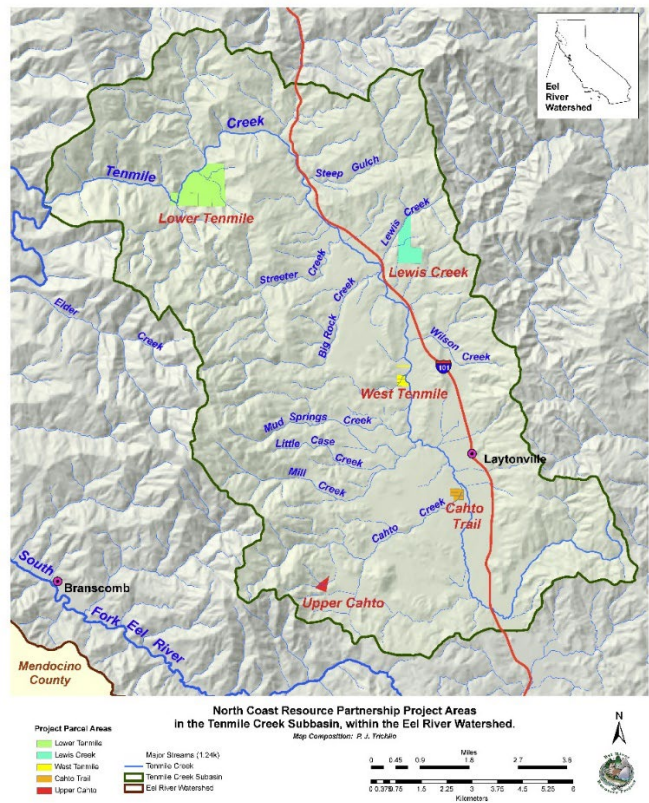 Eel
River
Watershed
Creek
Tenmile
Steep Gulch
Lower Tenmile
Lewis Creek
Lewis Creek
Streeter Creek
Big Rock Creek
Elder Creek
Wilson Creek
101
West Tenmile
Mud Springs Creek
Little Case Creek
Mill Creek
Laytonville
Cahto
Trail
Cahto Creek
Upper Cahto
Branscomb
South Fork Eel River
Mendocino
County
North Coast Resource Partnership Project Areas
in the Tenmile Creek Subbasin, within the Eel River Watershed.
Map Composition: P. J. Trichilo
N
Project Parcel Areas
Lower Tenmile
Lewis Creek
West Tenmile
Cahto Trail
Upper Canto
Major Streams (1.24k)
Tenmile Creek
Tenmile Creek Subasin
Eel River Watershed
Miles
0 0.45 0.9 1.8 2.7 3.6
0 0.375 0.75 1.5 2.25 3 3.75 4.5 5.25 6
Kilometers